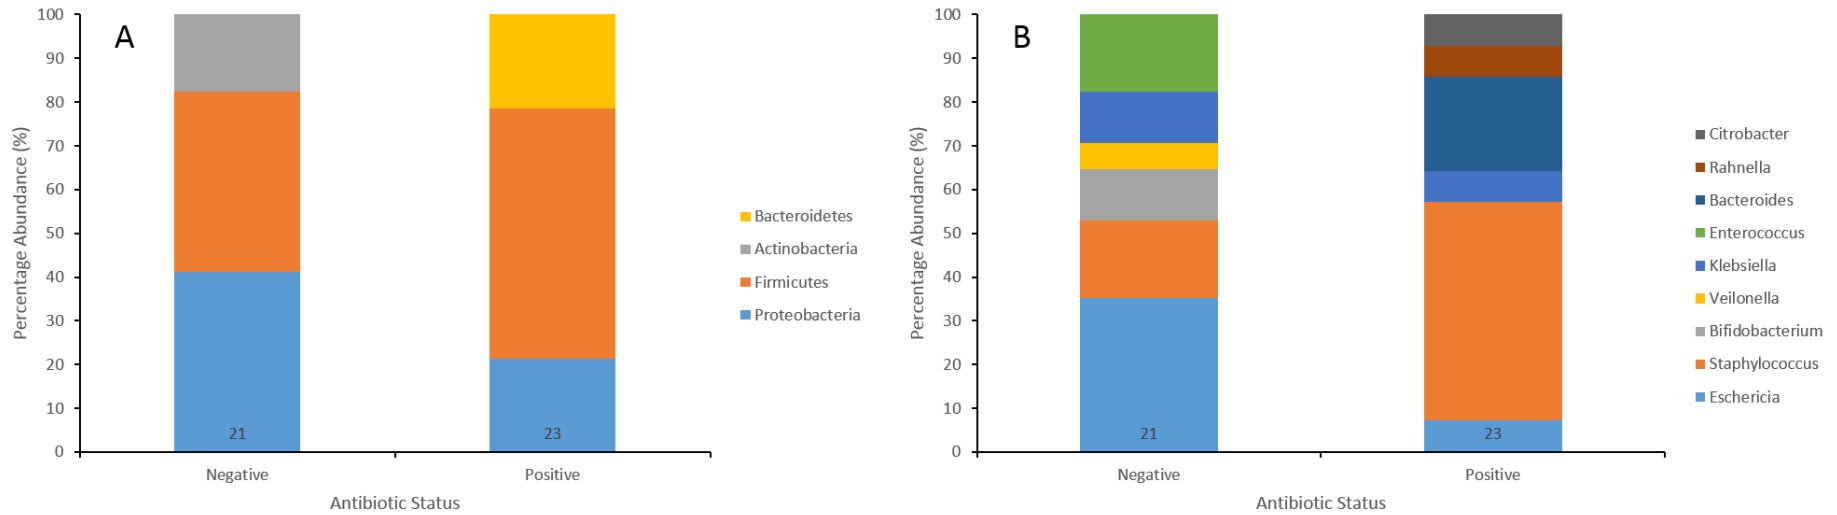 A
100
90
80
70
60
50
40
30
20
10
0
Percentage Abundance (%)
21
23
Negative
Positive
Antibiotic Status
Bacteroidetes
Actinobacteria
Firmicutes
Proteobacteria
B
100
90
80
70
60
50
40
30
20
10
0
Percentage Abundance (%)
21
23
Negative
Positive
Antibiotic Status
Citrobacter
Rahnella
Bacteroides
Enterococcus
Klebsiella
Veilonella
Bifidobacterium
Staphylococcus
Eschericia